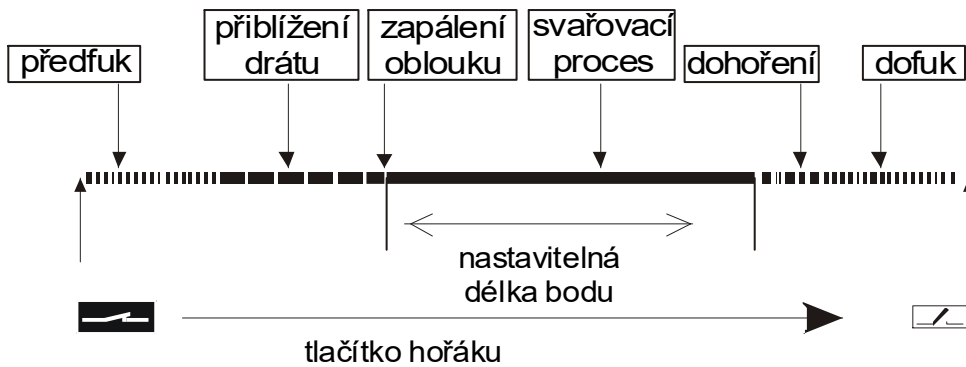 předfuk
přiblížení
drátu
zapálení
oblouku
svařovací
proces
dohoření
dofuk
nastavitelná
délka bodu
tlačítko hořáku